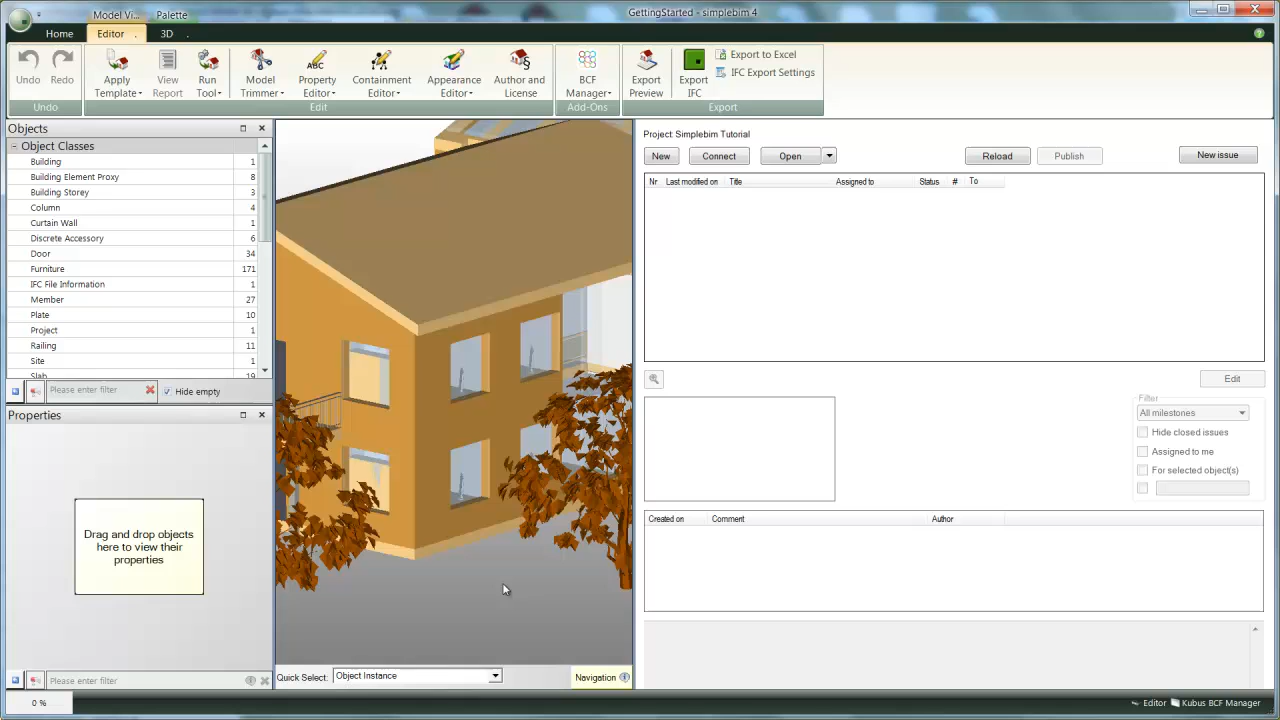 Model Vi... Palette GettingStarted - simplebim 4
Home Editor 3D
Undo Redo Apply Template View Report Run Tool Model Trimmer Property Editor Containment Editor Appearance Editor Author and License BCF Manager Export Preview Export IFC Export to Excel
IFC Export Settings
Undo Edit Add-Ons Export
Objects
Object Classes
Building 1
Building Element Proxy 8
Building Storey 3
Column 4
Curtain Wall 1
Discrete Accessory 6
Door 34
Furniture 171
IFC File Information 1
Member 27
Plate 10
Project 1
Railing 11
Site 1
Slab 19
Please enter filter Hide empty
Properties
Drag and drop objects
here to view their
properties
Please enter filter
0 %
Quick Select: Object Instance Navigation
Project: Simplebim Tutorial
New Connect Open Reload Publish New issue
Nr Last modified on Title Assigned to Status # To
Edit
Filter
All milestones
Hide closed issues
Assigned to me
For selected object(s)
Created on Comment Author
Editor Kubus BCF Manager